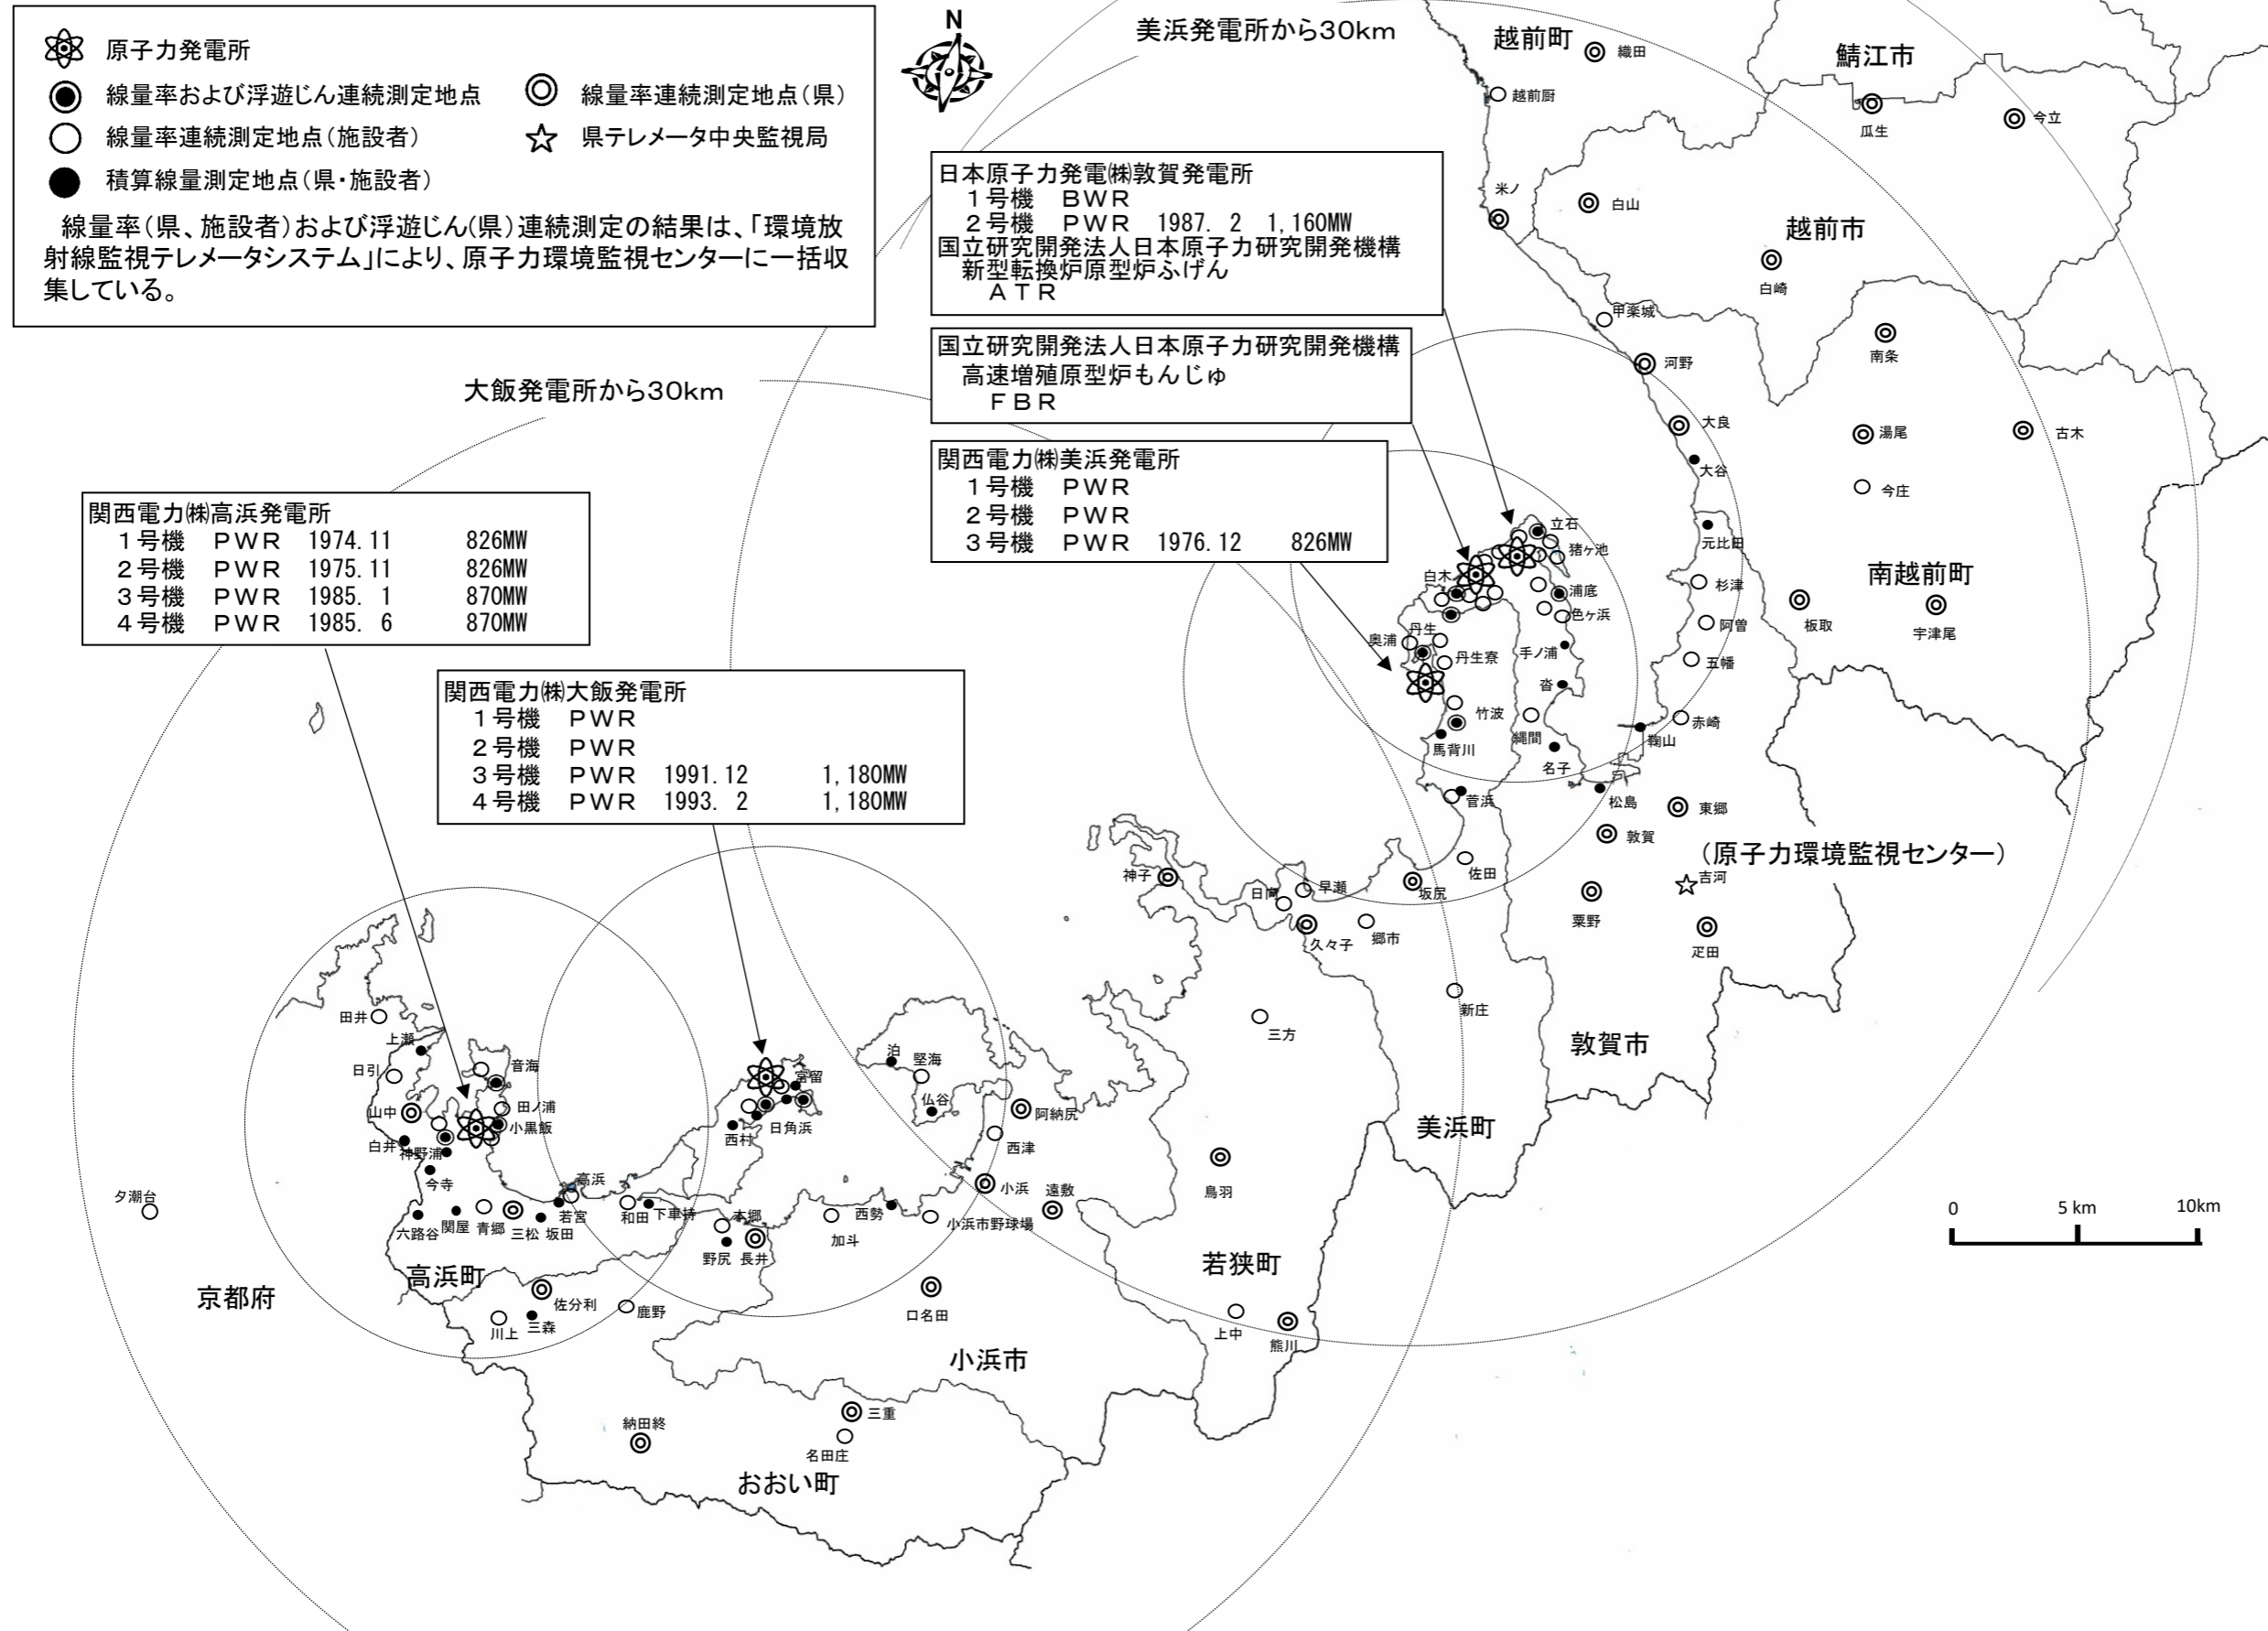 原子力発電所
線量率および浮遊じん連続測定地点
線量率連続測定地点(県)
線量率連続測定地点(施設者)
県テレメータ中央監視局
積算線量測定地点(県・施設者)
線量率(県、施設者)および浮遊じん(県)連続測定の結果は、「環境放
射線監視テレメータシステム」により、原子力環境監視センターに一括収
集している。
N
美浜発電所から30km
大飯発電所から30km
日本原子力発電㈱敦賀発電所
1号機 BWR
2号機 PWR 1987. 2 1,160MW
国立研究開発法人日本原子力研究開発機構
新型転換炉原型炉ふげん
ATR
国立研究開発法人日本原子力研究開発機構
高速増殖原型炉もんじゅ
FBR
関西電力㈱美浜発電所
1号機 PWR
2号機 PWR
3号機 PWR 1976.12 826MW
関西電力㈱高浜発電所
1号機 PWR 1974.11 826MW
2号機 PWR 1975.11 826MW
3号機 PWR 1985. 1 870MW
4号機 PWR 1985. 6 870MW
関西電力㈱大飯発電所
1号機 PWR
2号機 PWR
3号機 PWR 1991.12 1,180MW
4号機 PWR 1993. 2 1,180MW
越前町
織田
鯖江市
越前厨
瓜生
今立
米ノ
白山
越前市
白崎
甲楽城
南条
河野
大良
湯尾
古木
大谷
今庄
立石
元比田
猪ヶ池
白木
南越前町
杉津
浦底
色ヶ浜
板取
宇津尾
阿曽
奥浦
丹生
丹生寮
手ノ浦
五幡
沓
竹波
赤崎
縄間
鞠山
馬背川
名子
菅浜
松島
東郷
敦賀
(原子力環境監視センター)
佐田
吉河
神子
日向
早瀬
坂尻
粟野
久々子
郷市
疋田
新庄
三方
敦賀市
田井
上瀬
日引
音海
泊
堅海
宮留
山中
田ノ浦
仏谷
阿納尻
小黒飯
日角浜
西村
白井
神野浦
西津
美浜町
今寺
高浜
小浜
遠敷
鳥羽
夕潮台
六路谷
関屋
青郷
三松
坂田
若宮
和田
下車持
本郷
西勢
小浜市野球場
加斗
野尻
長井
0
5 km
10km
若狭町
高浜町
京都府
佐分利
鹿野
口名田
川上
三森
上中
熊川
小浜市
三重
納田終
名田庄
おおい町